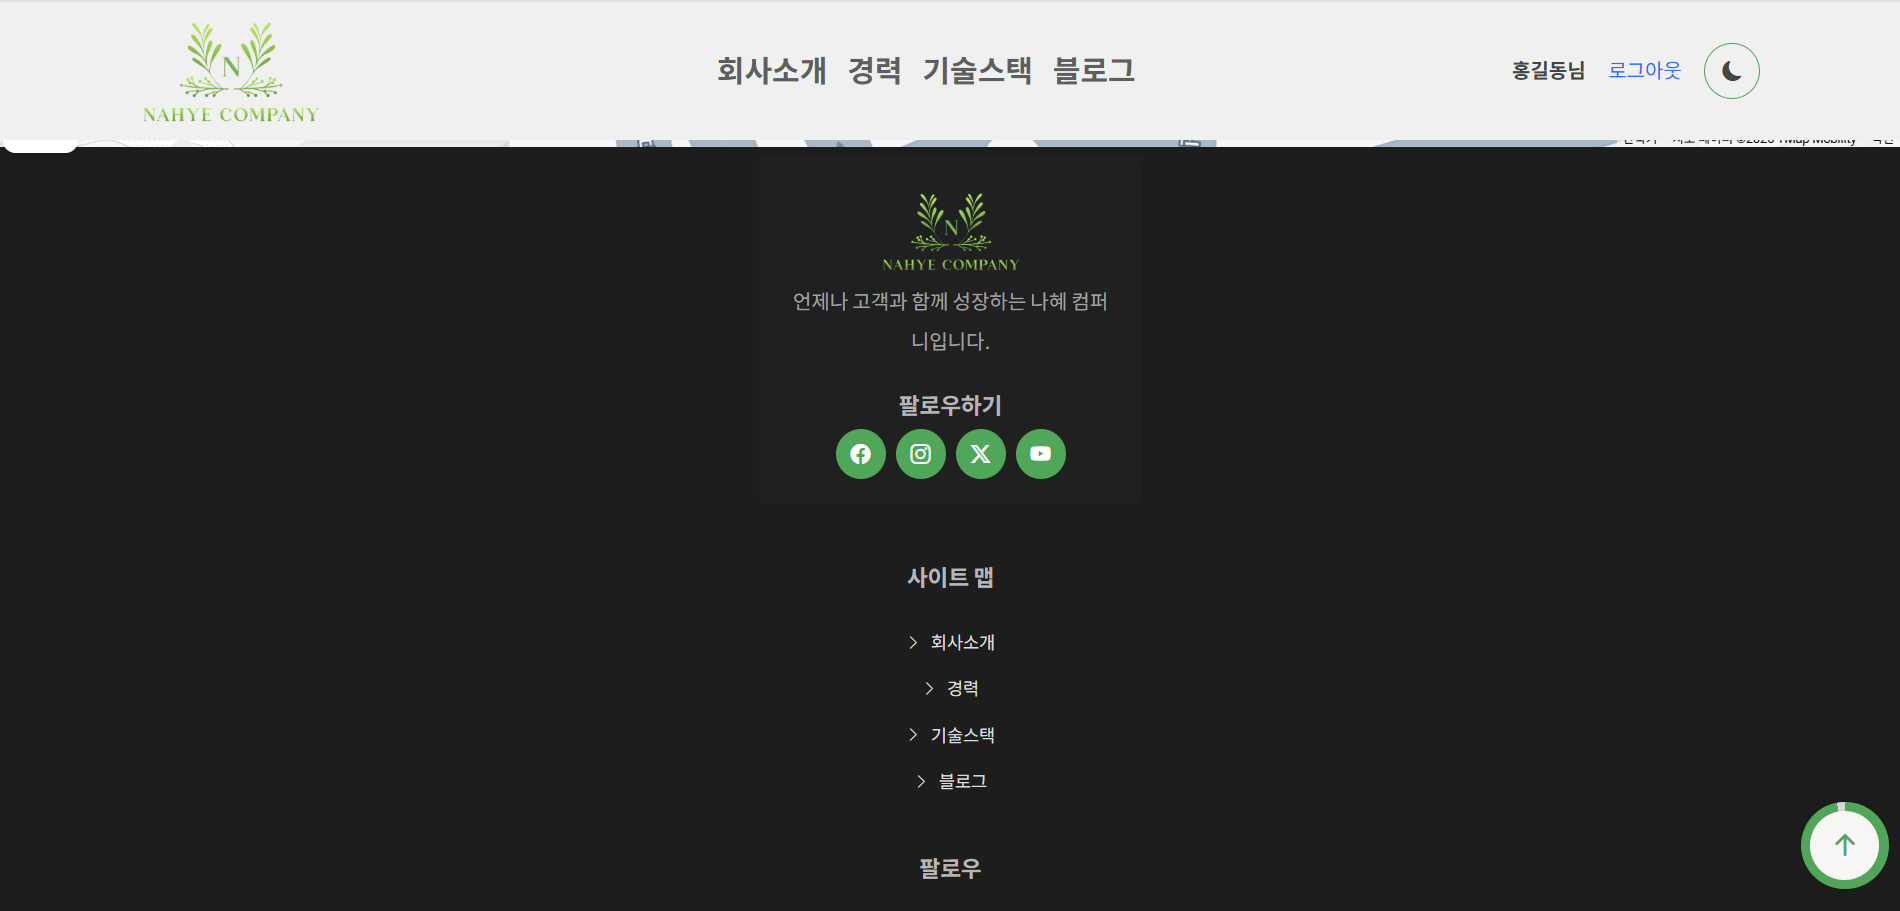 N
NAHYE COMPANY
회사소개 경력 기술스택 블로그
홍길동님 로그아웃
N
NAHYE COMPANY
언제나 고객과 함께 성장하는 나혜 컴퍼
니입니다.
팔로우하기
사이트 맵
회사소개
경력
기술스택
블로그
팔로우